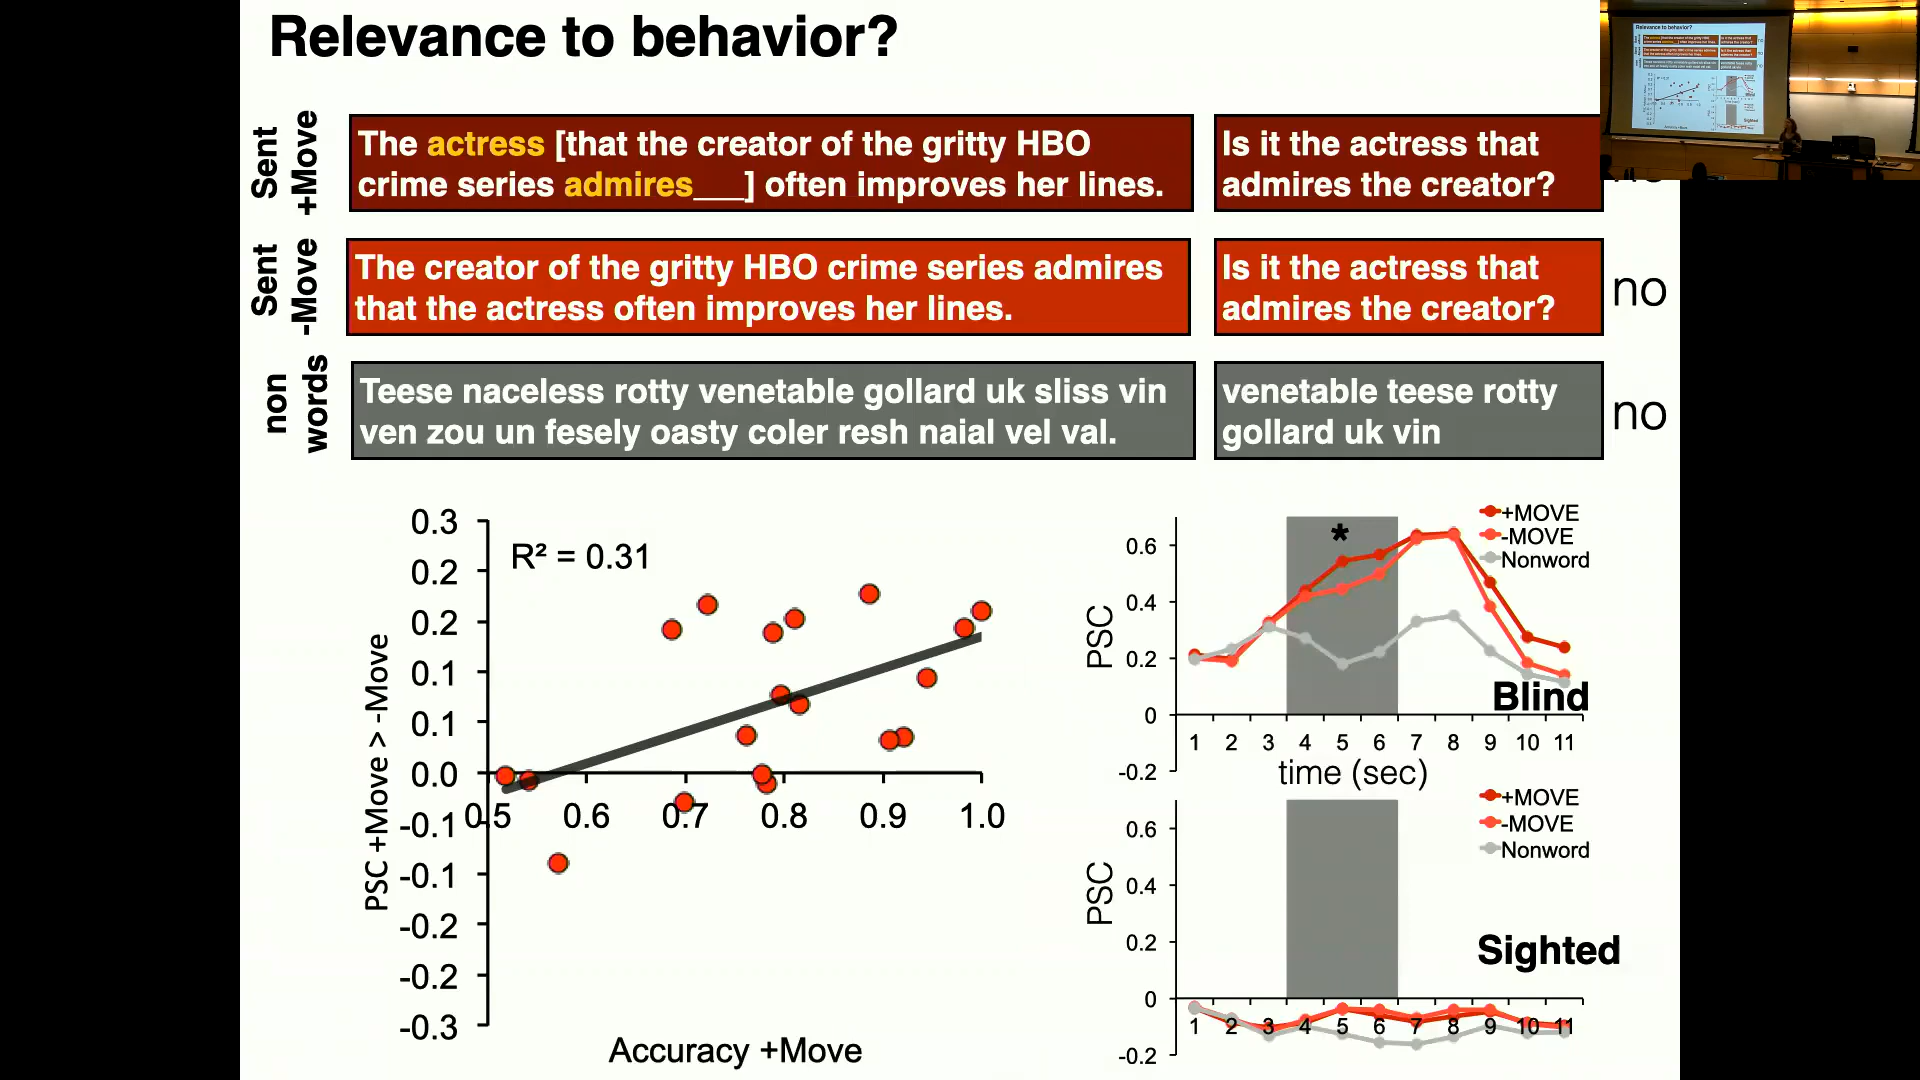 Relevance to behavior?
Sent
+Move
The actress [that the creator of the gritty HBO
crime series admires___] often improves her lines.
Is it the actress that
admires the creator?
Sent
-Move
The creator of the gritty HBO crime series admires
that the actress often improves her lines.
Is it the actress that
admires the creator?
no
non
words
Teese naceless rotty venetable gollard uk sliss vin
ven zou un fesely oasty coler resh naial vel val.
venetable teese rotty
gollard uk vin
no
PSC +Move > -Move
0.3
0.2
0.2
0.1
0.1
0.0
-0.1
-0.1
-0.2
-0.2
-0.3
R² = 0.31
0.5 0.6 0.7 0.8 0.9 1.0
Accuracy +Move
PSC
0.6
0.4
0.2
0
-0.2
*
+MOVE
-MOVE
Nonword
Blind
1 2 3 4 5 6 7 8 9 10 11
time (sec)
PSC
0.6
0.4
0.2
0
-0.2
+MOVE
-MOVE
Nonword
Sighted
1 2 3 4 5 6 7 8 9 10 11
Relevance to behavior?